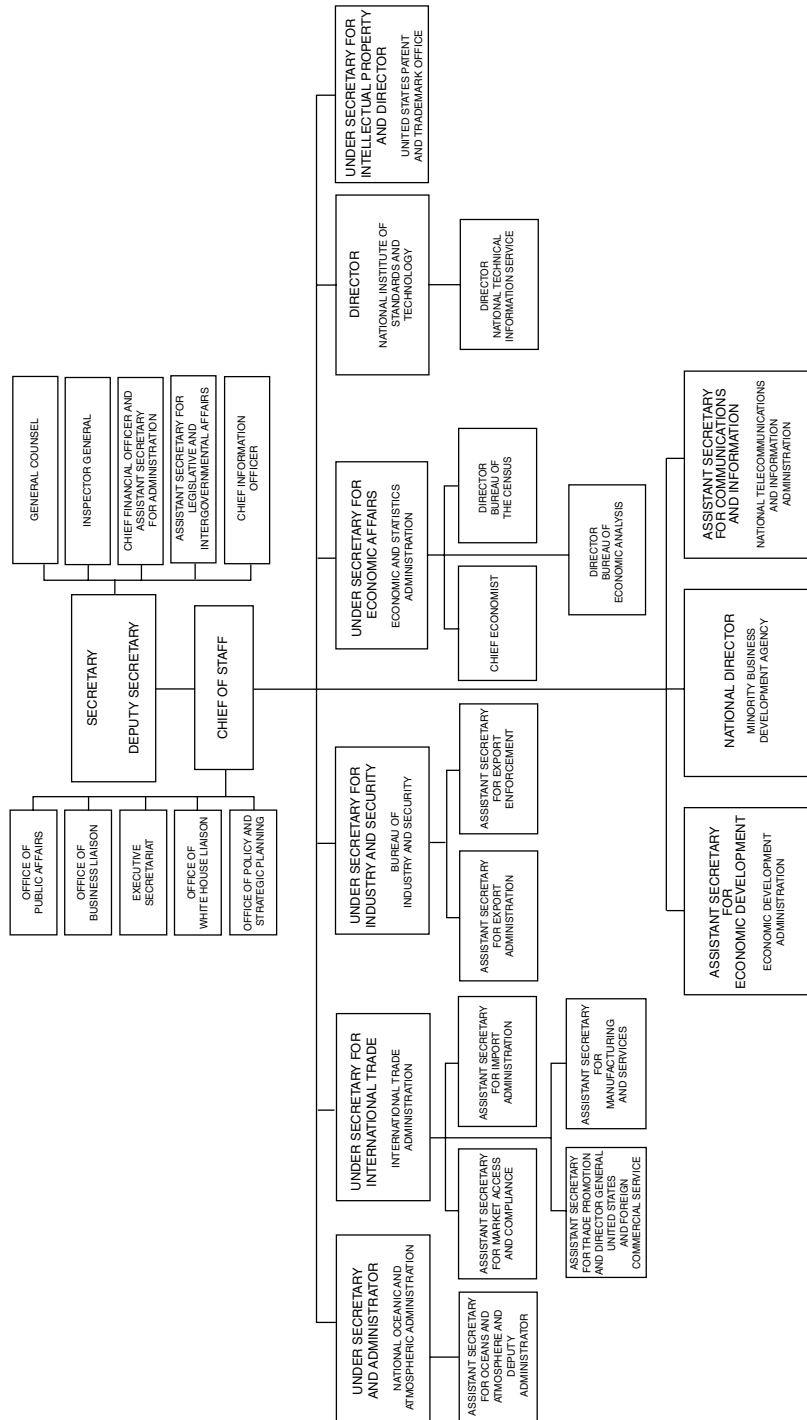 SECRETARY
DEPUTY SECRETARY
CHIEF OF STAFF
OFFICE OF
PUBLIC AFFAIRS
OFFICE OF
BUSINESS LIAISON
EXECUTIVE
SECRETARIAT
OFFICE OF
WHITE HOUSE LIAISON
OFFICE OF POLICY AND
STRATEGIC PLANNING
GENERAL COUNSEL
INSPECTOR GENERAL
CHIEF FINANCIAL OFFICER AND
ASSISTANT SECRETARY
FOR ADMINISTRATION
ASSISTANT SECRETARY FOR
LEGISLATIVE AND
INTERGOVERNMENTAL AFFAIRS
CHIEF INFORMATION
OFFICER
UNDER SECRETARY
AND ADMINISTRATOR
NATIONAL OCEANIC AND
ATMOSPHERIC ADMINISTRATION
UNDER SECRETARY FOR
INTERNATIONAL TRADE
INTERNATIONAL TRADE
ADMINISTRATION
UNDER SECRETARY FOR
INDUSTRY AND SECURITY
BUREAU OF
INDUSTRY AND SECURITY
UNDER SECRETARY FOR
ECONOMIC AFFAIRS
ECONOMIC AND STATISTICS
ADMINISTRATION
DIRECTOR
NATIONAL INSTITUTE OF
STANDARDS AND
TECHNOLOGY
UNDER SECRETARY FOR
INTELLECTUAL PROPERTY
AND DIRECTOR
UNITED STATES PATENT
AND TRADEMARK OFFICE
ASSISTANT SECRETARY
FOR OCEANS AND
ATMOSPHERE AND
DEPUTY
ADMINISTRATOR
ASSISTANT SECRETARY
FOR MARKET ACCESS
AND COMPLIANCE
ASSISTANT SECRETARY
FOR IMPORT
ADMINISTRATION
ASSISTANT SECRETARY
FOR EXPORT
ADMINISTRATION
ASSISTANT SECRETARY
FOR EXPORT
ENFORCEMENT
CHIEF ECONOMIST
DIRECTOR
BUREAU OF
THE CENSUS
DIRECTOR
NATIONAL TECHNICAL
INFORMATION SERVICE
ASSISTANT SECRETARY
FOR TRADE PROMOTION
AND DIRECTOR GENERAL
UNITED STATES
AND FOREIGN
COMMERCIAL SERVICE
ASSISTANT SECRETARY
FOR
MANUFACTURING
AND SERVICES
DIRECTOR
BUREAU OF
ECONOMIC ANALYSIS
ASSISTANT SECRETARY
FOR
ECONOMIC DEVELOPMENT
ECONOMIC DEVELOPMENT
ADMINISTRATION
NATIONAL DIRECTOR
MINORITY BUSINESS
DEVELOPMENT AGENCY
ASSISTANT SECRETARY
FOR COMMUNICATIONS
AND INFORMATION
NATIONAL TELECOMMUNICATIONS
AND INFORMATION
ADMINISTRATION